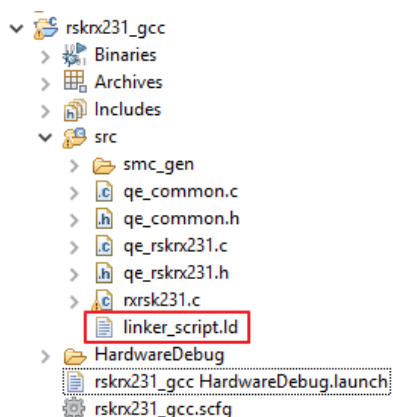 rskrx231_gcc
Binaries
Archives
Includes
src
smc_gen
qe_common.c
qe_common.h
qe_rskrx231.c
qe_rskrx231.h
rxrsk231.c
linker_script.ld
HardwareDebug
rskrx231_gcc HardwareDebug.launch
rskrx231_gcc.scfg